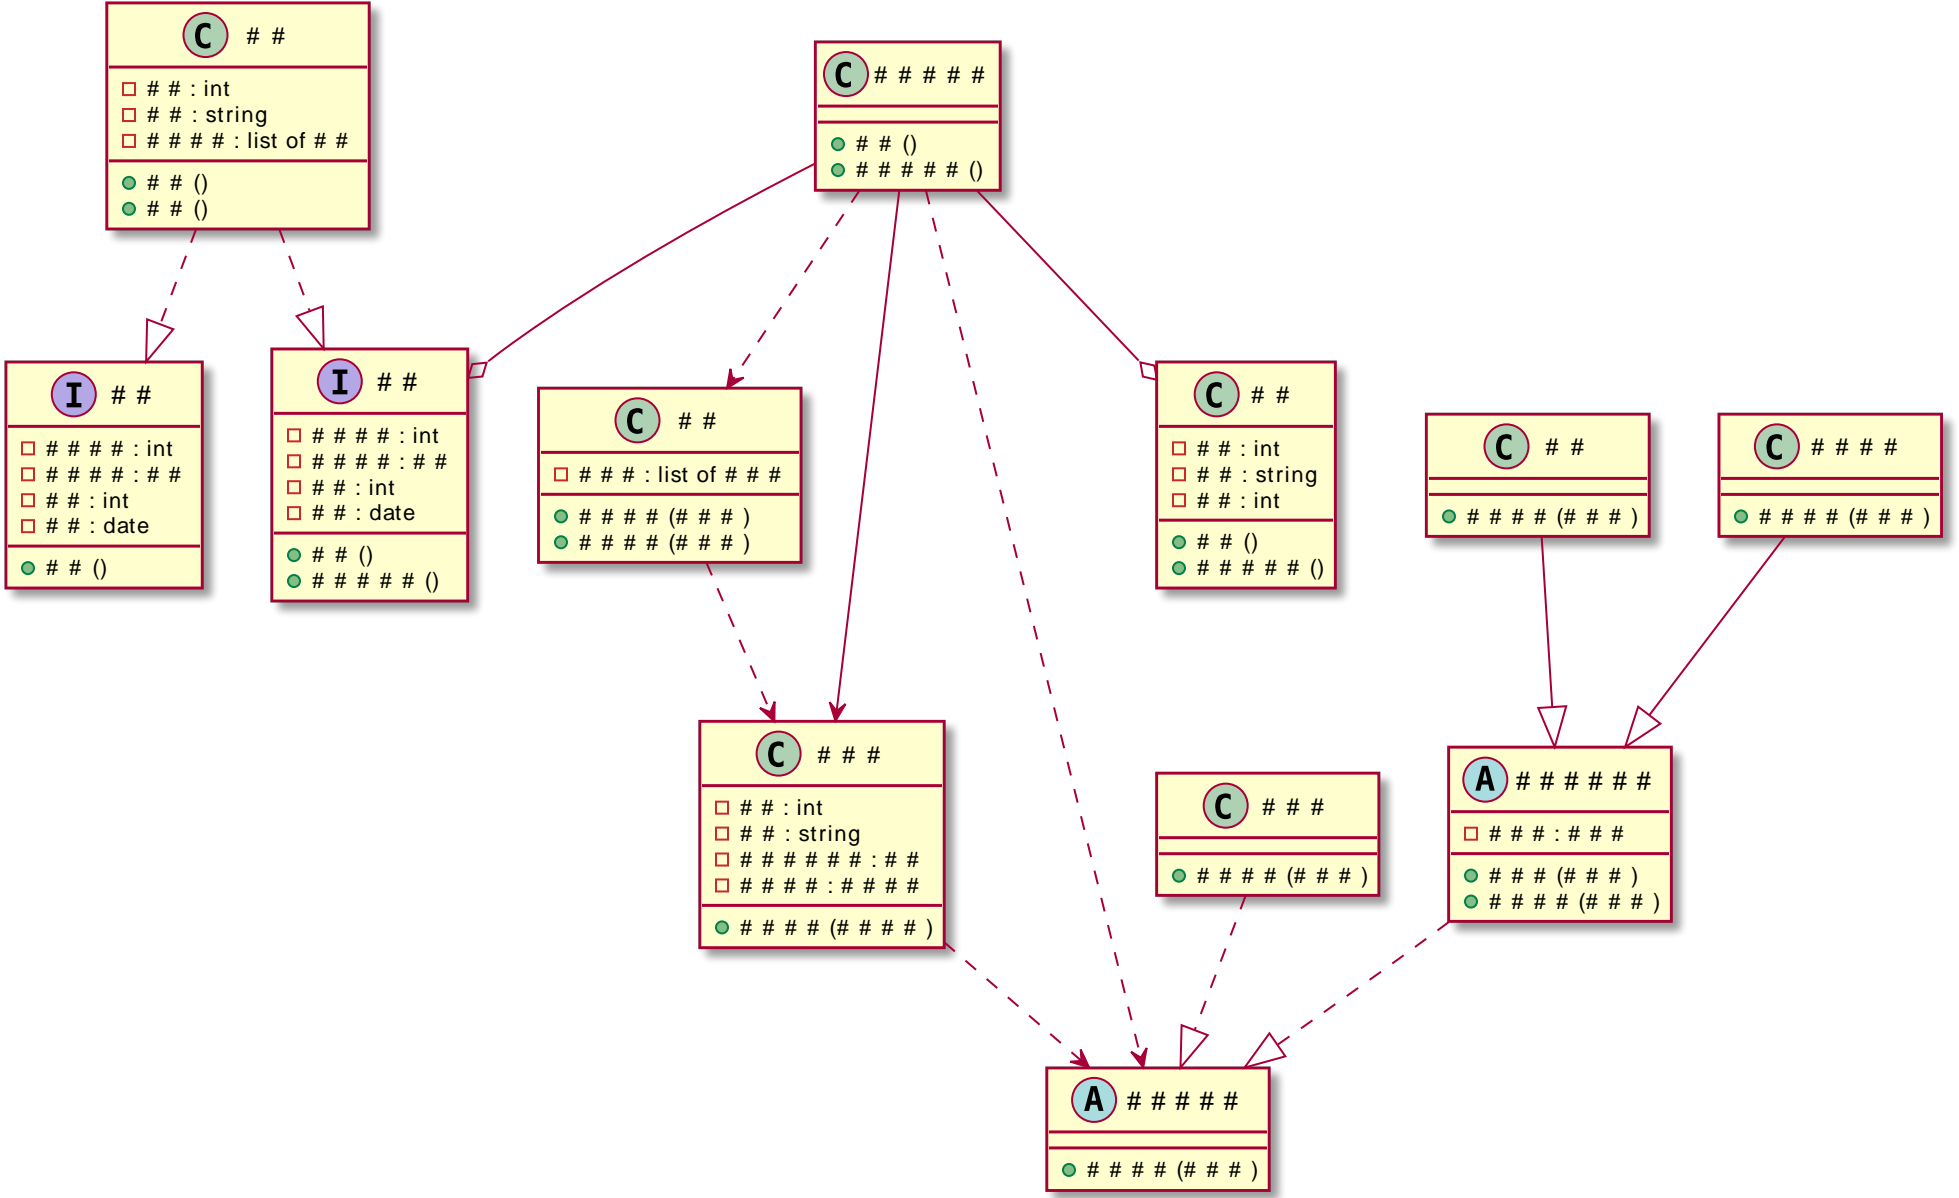 C # #
# # : int
# # : string
# # # # : list of # #
# # ()
# # ()
C # # # # #
# # ()
# # # # # ()
I # #
# # # # : int
# # # # : # #
# # : int
# # : date
# # ()
I # #
# # # # : int
# # # # : # #
# # : int
# # : date
# # ()
# # # # # ()
C # #
# # # : list of # # #
# # # # (# # # )
# # # # (# # # )
C # #
# # : int
# # : string
# # : int
# # ()
# # # # # ()
C # #
# # # # (# # # )
C # # # #
# # # # (# # # )
C # # #
# # : int
# # : string
# # # # # # : # #
# # # # : # # # #
# # # # (# # # # )
C # # #
# # # # (# # # )
A # # # # # #
# # # : # # #
# # # (# # # )
# # # # (# # # )
A # # # # #
# # # # (# # # )